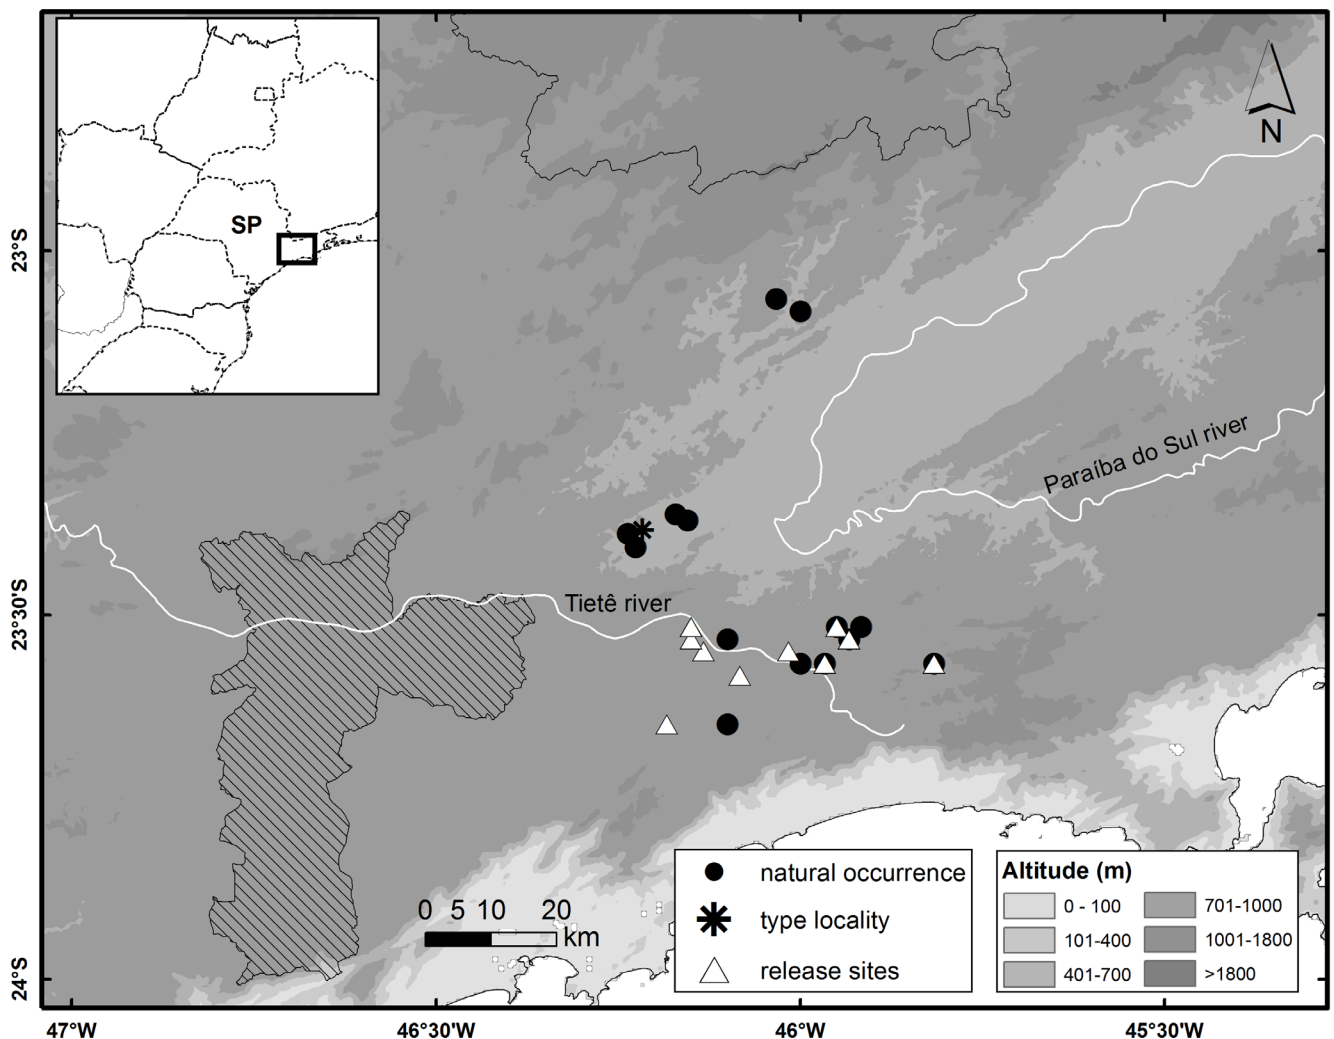 SP
N
23°S
Paraíba do Sul river
23°30'S
Tietê river
0 5 10 20
km
natural occurrence
type locality
release sites
Altitude (m)
0 - 100
701-1000
101-400
1001-1800
401-700
>1800
24°S
47°W
46°30'W
46°W
45°30'W